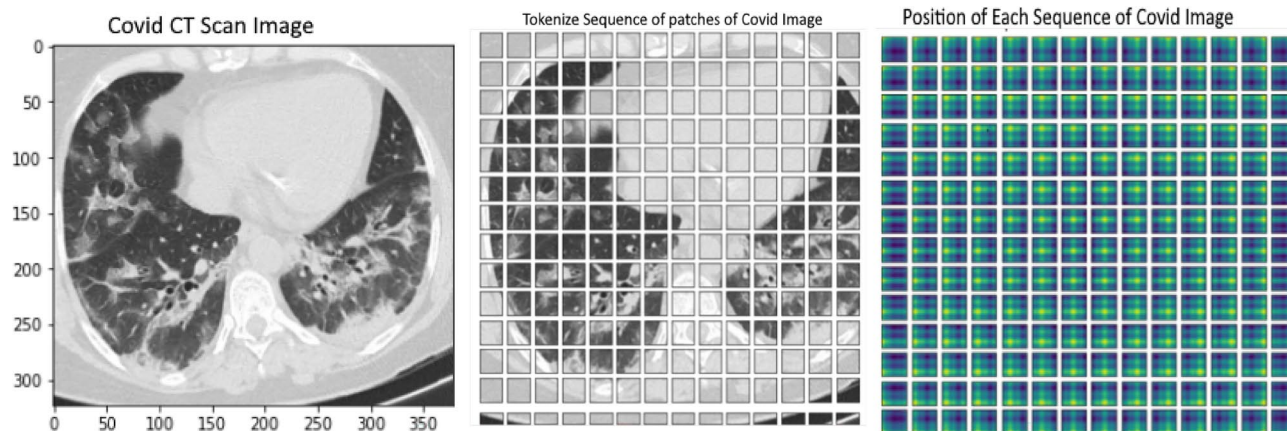 Covid CT Scan Image
Tokenize Sequence of patches of Covid Image
Position of Each Sequence of Covid Image
0
50
100
150
200
250
300
0 50 100 150 200 250 300 350